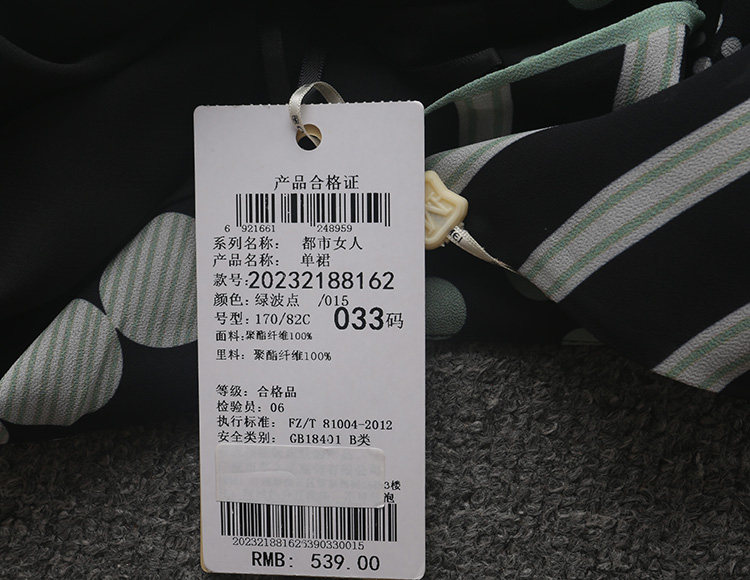 产品合格证
6 921661 248959
系列名称: 都市女人
产品名称: 单裙
款号:20232188162
颜色: 绿波点 /015
号型: 170/82C 033码
面料: 聚酯纤维100%
里料: 聚酯纤维100%
等级: 合格品
检验员: 06
执行标准: FZ/T 81004-2012
安全类别: GB18401 B类
3楼
202321881626390330015
RMB: 539.00